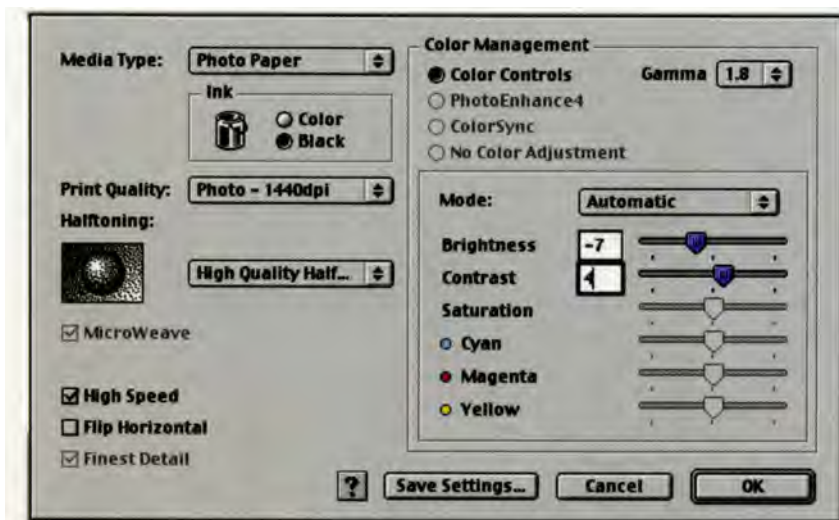 Media Type: Photo Paper
Ink
Color
Black
Print Quality: Photo - 1440dpi
Halftoning:
High Quality Half...
MicroWeave
High Speed
Flip Horizontal
Finest Detail
Color Management
Color Controls Gamma 1.8
PhotoEnhance4
ColorSync
No Color Adjustment
Mode: Automatic
Brightness -7
Contrast 4
Saturation
Cyan
Magenta
Yellow
? Save Settings... Cancel OK